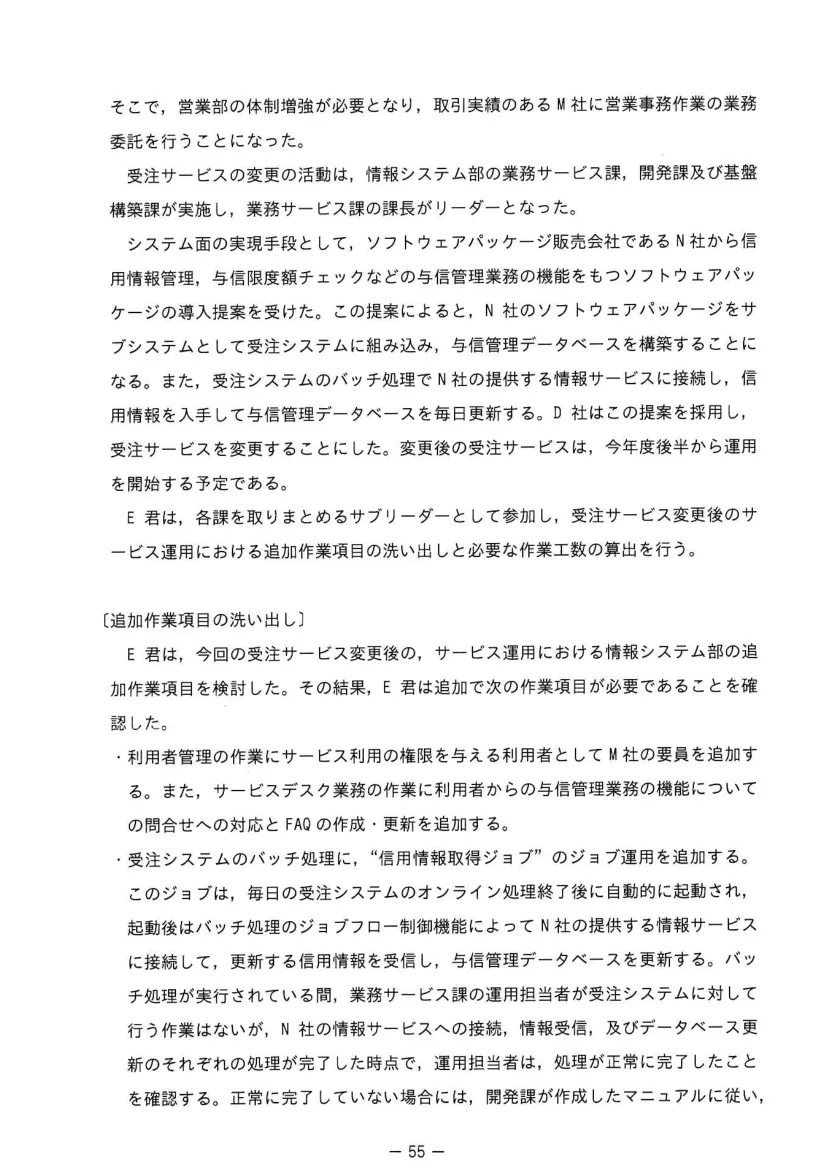 そこで，営業部の体制増強が必要となり，取引実績のある M 社に営業事務作業の業務
委託を行うことになった。
受注サービスの変更の活動は，情報システム部の業務サービス課，開発課及び基盤
構築課が実施し，業務サービス課の課長がリーダーとなった。
システム面の実現手段として，ソフトウェアパッケージ販売会社である N 社から信
用情報管理，与信限度額チェックなどの与信管理業務の機能をもつソフトウェアパッ
ケージの導入提案を受けた。この提案によると，N 社のソフトウェアパッケージをサ
ブシステムとして受注システムに組み込み，与信管理データベースを構築することに
なる。また，受注システムのバッチ処理で N 社の提供する情報サービスに接続し，信
用情報を入手して与信管理データベースを毎日更新する。D 社はこの提案を採用し，
受注サービスを変更することにした。変更後の受注サービスは，今年度後半から運用
を開始する予定である。
E 君は，各課を取りまとめるサブリーダーとして参加し，受注サービス変更後のサ
ービス運用における追加作業項目の洗い出しと必要な作業工数の算出を行う。
〔追加作業項目の洗い出し〕
E 君は，今回の受注サービス変更後の，サービス運用における情報システム部の追
加作業項目を検討した。その結果，E 君は追加で次の作業項目が必要であることを確
認した。
・利用者管理の作業にサービス利用の権限を与える利用者として M 社の要員を追加す
る。また，サービスデスク業務の作業に利用者からの与信管理業務の機能について
の問合せへの対応と FAQ の作成・更新を追加する。
・受注システムのバッチ処理に，“信用情報取得ジョブ” のジョブ運用を追加する。
このジョブは，毎日の受注システムのオンライン処理終了後に自動的に起動され，
起動後はバッチ処理のジョブフロー制御機能によって N 社の提供する情報サービス
に接続して，更新する信用情報を受信し，与信管理データベースを更新する。バッ
チ処理が実行されている間，業務サービス課の運用担当者が受注システムに対して
行う作業はないが，N 社の情報サービスへの接続，情報受信，及びデータベース更
新のそれぞれの処理が完了した時点で，運用担当者は，処理が正常に完了したこと
を確認する。正常に完了していない場合には，開発課が作成したマニュアルに従い，
― 55 ―